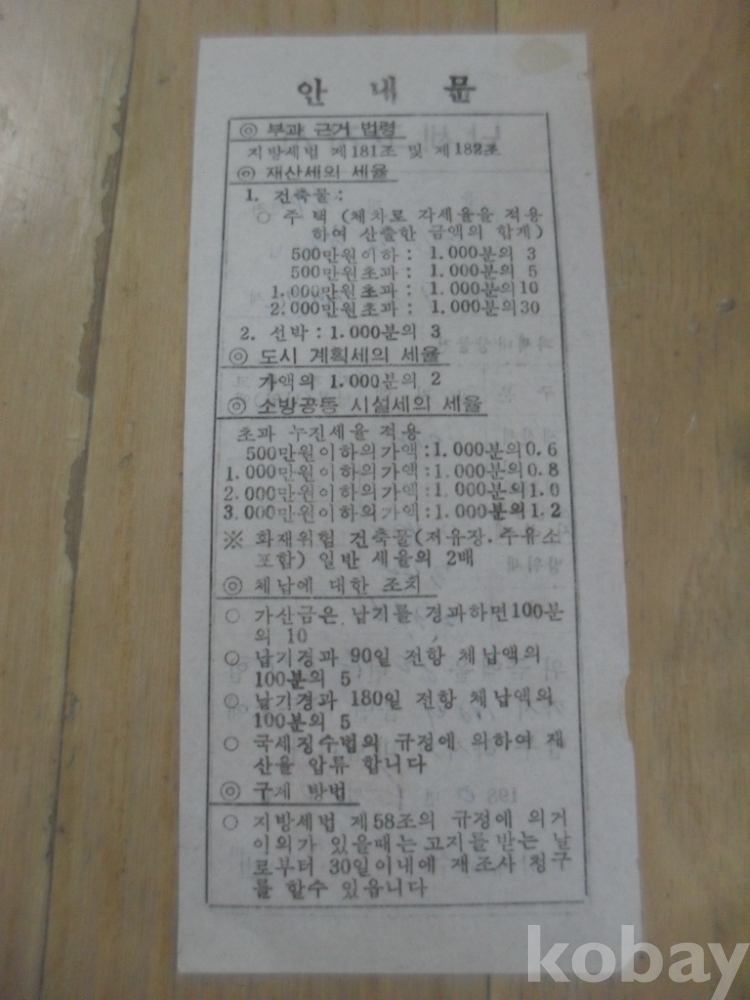 안 내 문
◎ 부과 근거 법령
지방세법 제181조 및 제182조
◎ 재산세의 세율
1. 건축물 :
○ 주 택 (체차로 각세율을 적용
하여 산출한 금액의 합계)
500만원이하 : 1.000분의 3
500만원초과 : 1.000분의 5
1.000만원초과 : 1.000분의10
2.000만원초과 : 1.000분의30
2. 선박 : 1.000분의 3
◎ 도시 계획세의 세율
가액의 1.000분의 2
◎ 소방공동 시설세의 세율
초과 누진세율 적용
500만원이하의가액 :1.000분의0.6
1.000만원이하의가액 :1.000분의0.8
2.000만원이하의가액 :1.000분의1.0
3.000만원이하의가액 :1.000분의1.2
※ 화재위험 건축물(저유장.주유소
포함) 일반 세율의 2배
◎ 체납에 대한 조치
○ 가산금은 납기를 경과하면100분
의 10
○ 납기경과 90일 전항 체납액의
100분의 5
○ 납기경과 180일 전항 체납액의
100분의 5
○ 국세징수법의 규정에 의하여 재
산을 압류 합니다
◎ 구제 방법
○ 지방세법 제58조의 규정에 의거
이의가 있을때는고지를 받는 날
로부터 30일이내에 재조사 청구
를 할수 있읍니다
kobay